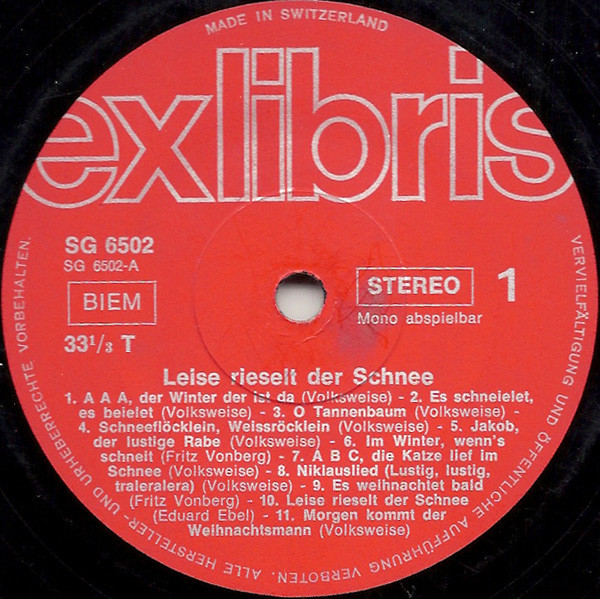 MADE IN SWITZERLAND
exlibris
SG 6502
SG 6502-A
BIEM
33¹/₃ T
STEREO 1
Mono abspielbar
Leise rieselt der Schnee
1. A A A, der Winter der ist da (Volksweise) - 2. Es schneielet,
es beielet (Volksweise) - 3. O Tannenbaum (Volksweise)
- 4. Schneeflöcklein, Weissröcklein (Volksweise) - 5. Jakob,
der lustige Rabe (Volksweise) - 6. Im Winter, wenn's
schneit (Fritz Vonberg) - 7. A B C, die Katze lief im
Schnee (Volksweise) - 8. Niklauslied (Lustig, lustig,
traleralera) (Volksweise) - 9. Es weihnachtet bald
(Fritz Vonberg) - 10. Leise rieselt der Schnee
(Eduard Ebel) - 11. Morgen kommt der
Weihnachtsmann (Volksweise)
ALLE HERSTELLER- UND URHEBERRECHTE VORBEHALTEN.
VERVIELFÄLTIGUNG UND ÖFFENTLICHE AUFFÜHRUNG VERBOTEN.